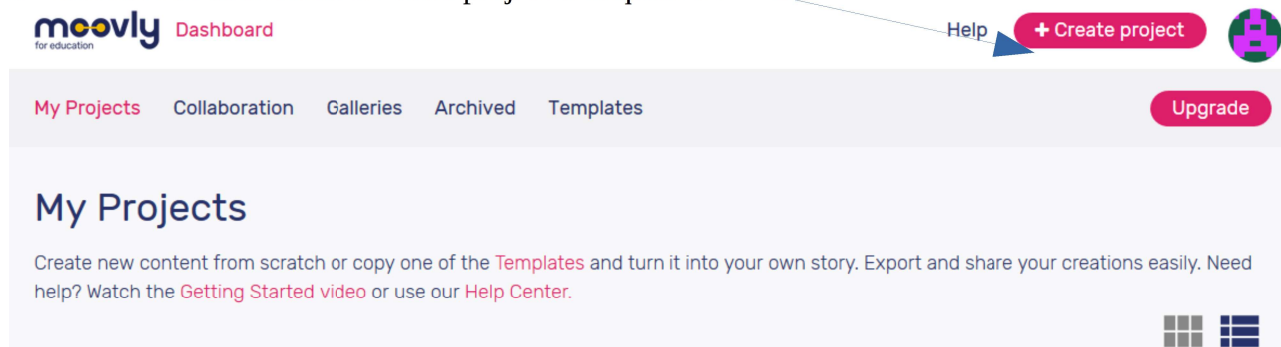 moovly
for education
Dashboard
Help
+ Create project
My Projects
Collaboration
Galleries
Archived
Templates
Upgrade
My Projects
Create new content from scratch or copy one of the Templates and turn it into your own story. Export and share your creations easily. Need
help? Watch the Getting Started video or use our Help Center.